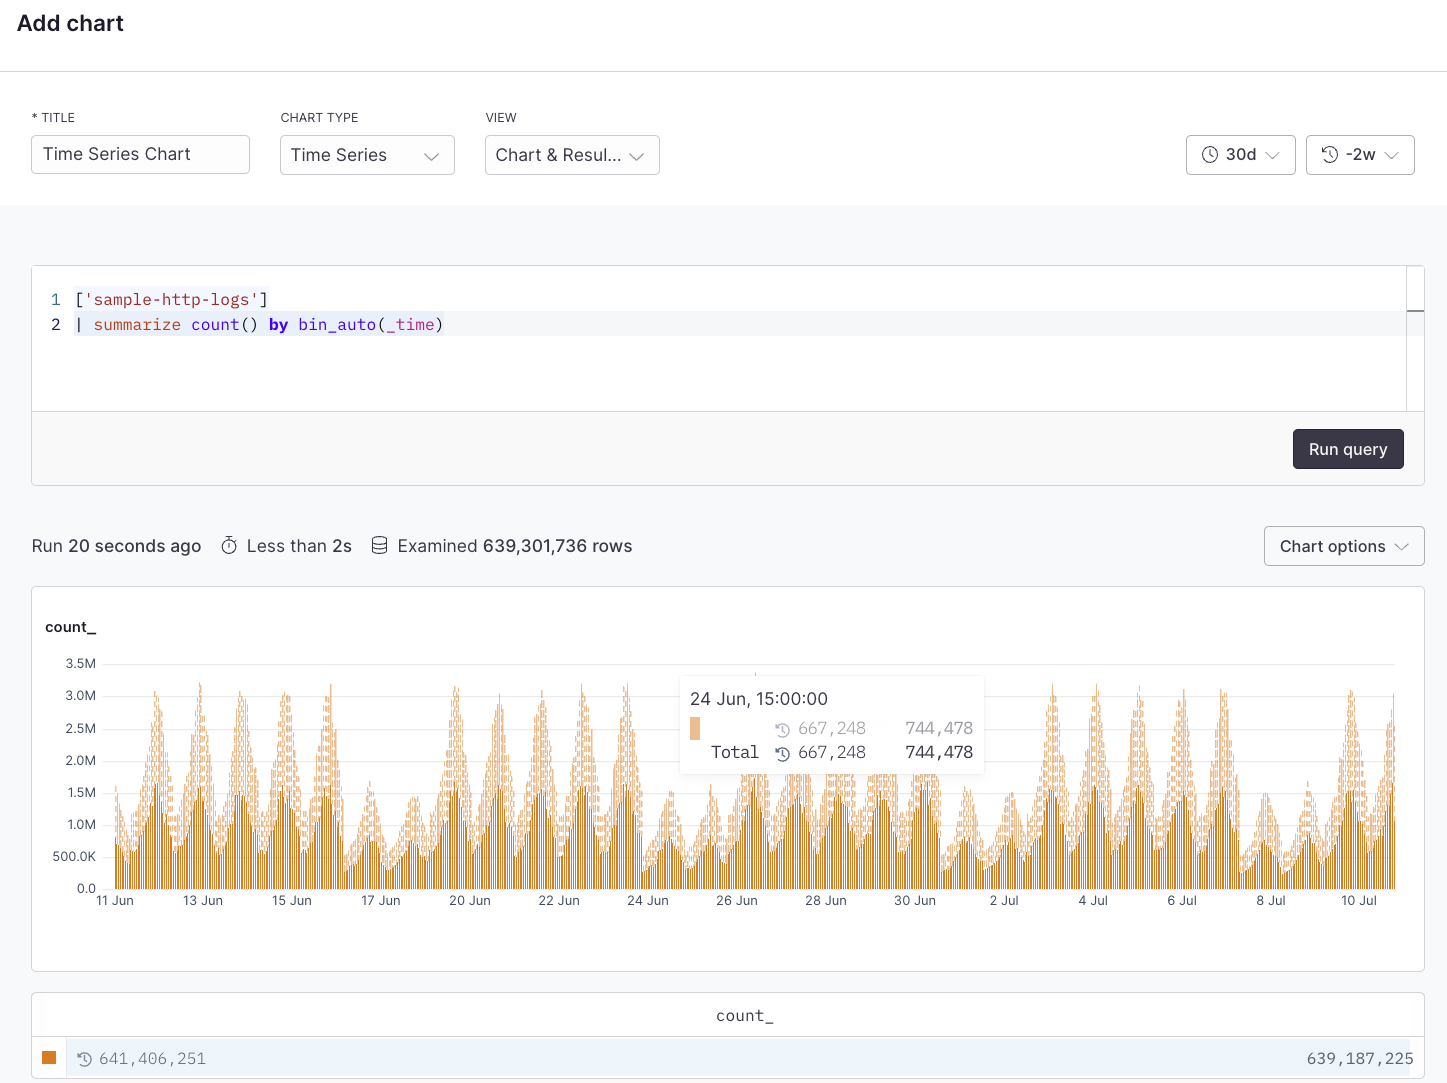 Add chart
* TITLE
CHART TYPE
VIEW
Time Series Chart
Time Series
Chart & Resul...
30d
-2w
1 ['sample-http-logs']
2 | summarize count() by bin_auto(_time)
Run query
Run 20 seconds ago
Less than 2s
Examined 639,301,736 rows
Chart options
count_
3.5M
3.0M
2.5M
2.0M
1.5M
1.0M
500.0K
0.0
24 Jun, 15:00:00
667,248 744,478
Total 667,248 744,478
11 Jun 13 Jun 15 Jun 17 Jun 20 Jun 22 Jun 24 Jun 26 Jun 28 Jun 30 Jun 2 Jul 4 Jul 6 Jul 8 Jul 10 Jul
count_
641,406,251 639,187,225